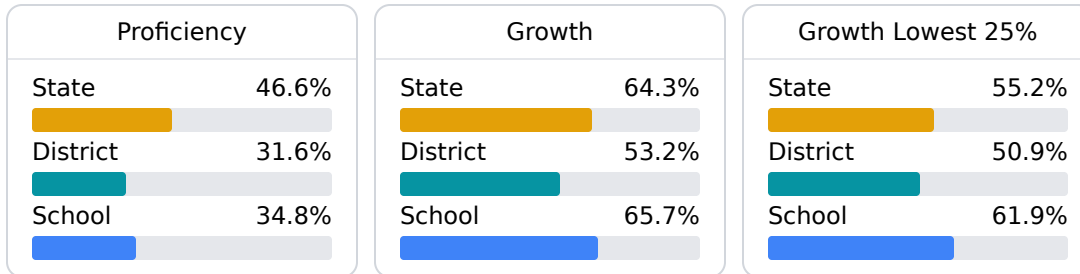 Proficiency
State 46.6%
District 31.6%
School 34.8%
Growth
State 64.3%
District 53.2%
School 65.7%
Growth Lowest 25%
State 55.2%
District 50.9%
School 61.9%